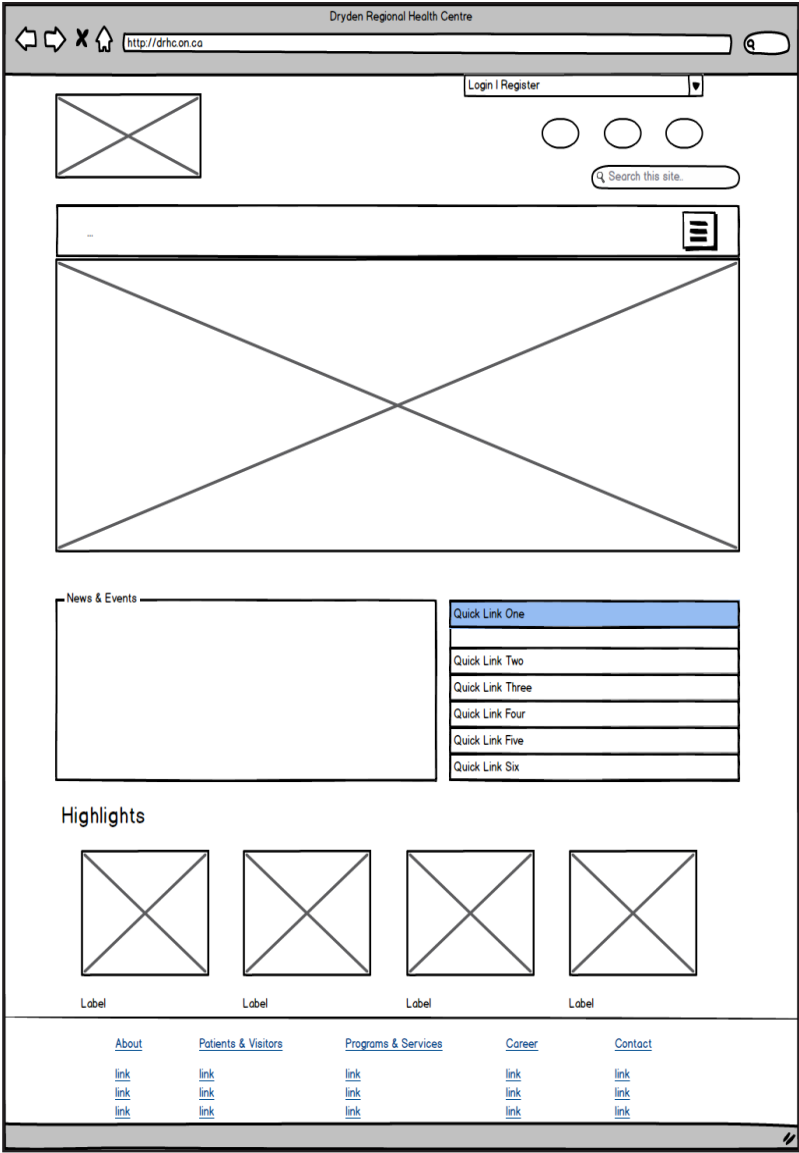 Dryden Regional Health Centre
http://drhc.on.ca
Login | Register
Search this site..
...
News & Events
Quick Link One
Quick Link Two
Quick Link Three
Quick Link Four
Quick Link Five
Quick Link Six
Highlights
Label Label Label Label
About Patients & Visitors Programs & Services Career Contact
link link link link link
link link link link link
link link link link link